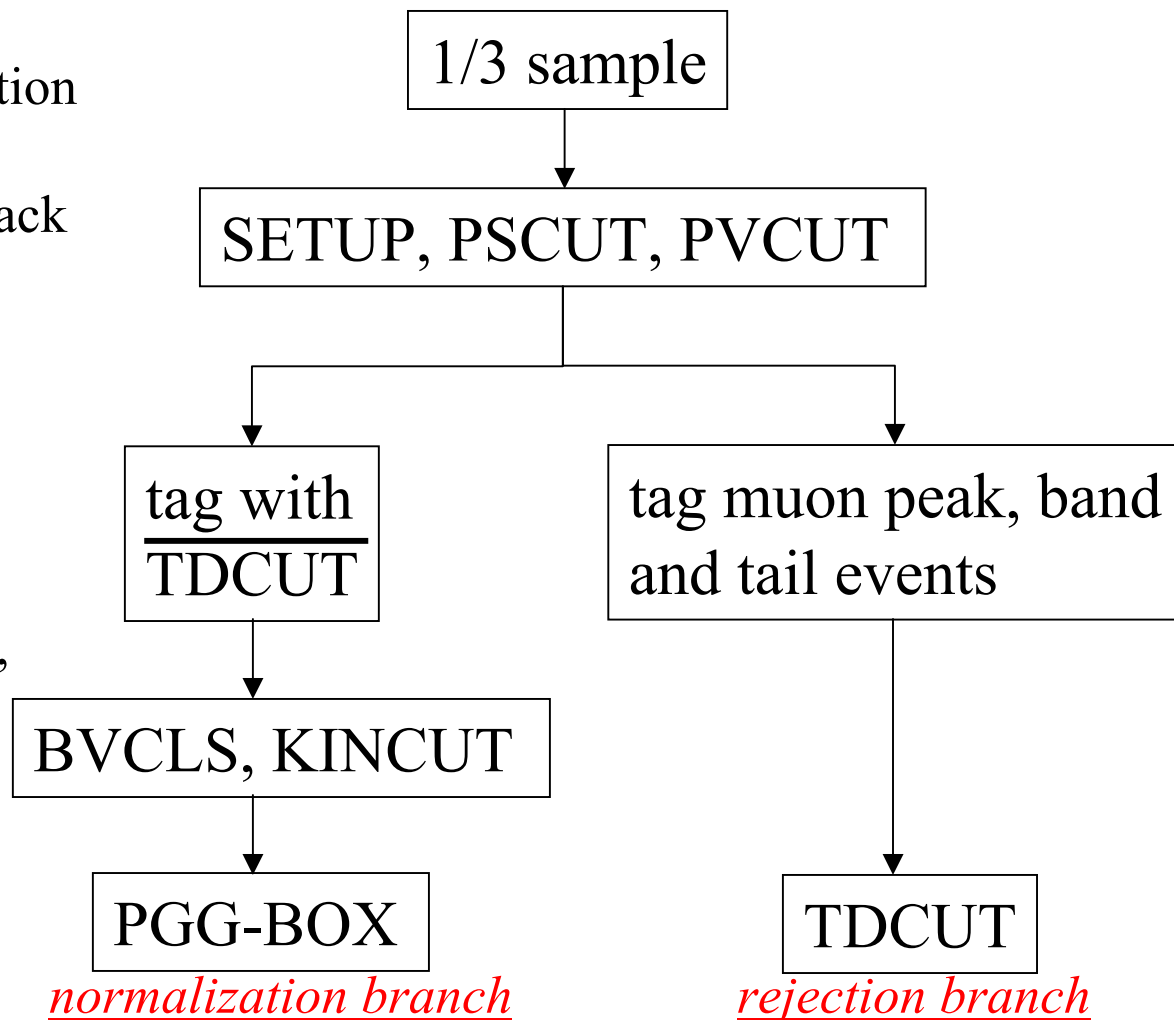 1/3 sample
tion
ack
SETUP, PSCUT, PVCUT
tag with
TDCUT
tag muon peak, band
and tail events
,
BVCLS, KINCUT
PGG-BOX
TDCUT
normalization branch
rejection branch